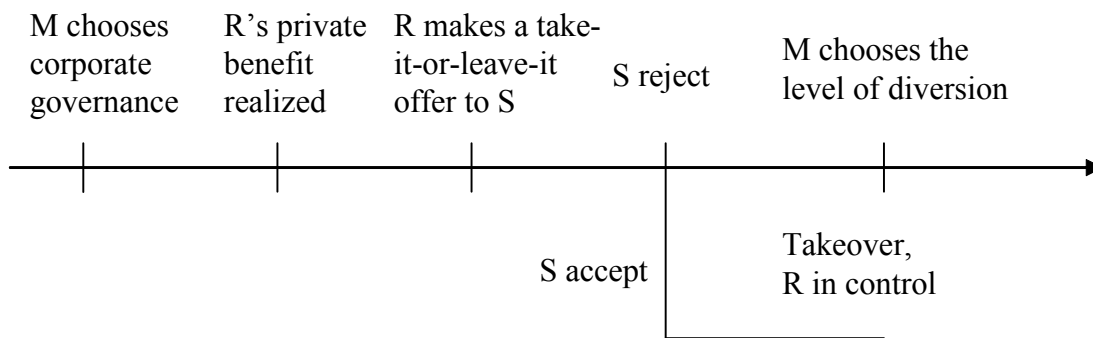 M chooses
corporate
governance
R's private
benefit
realized
R makes a take-
it-or-leave-it
offer to S
S reject
M chooses the
level of diversion
S accept
Takeover,
R in control